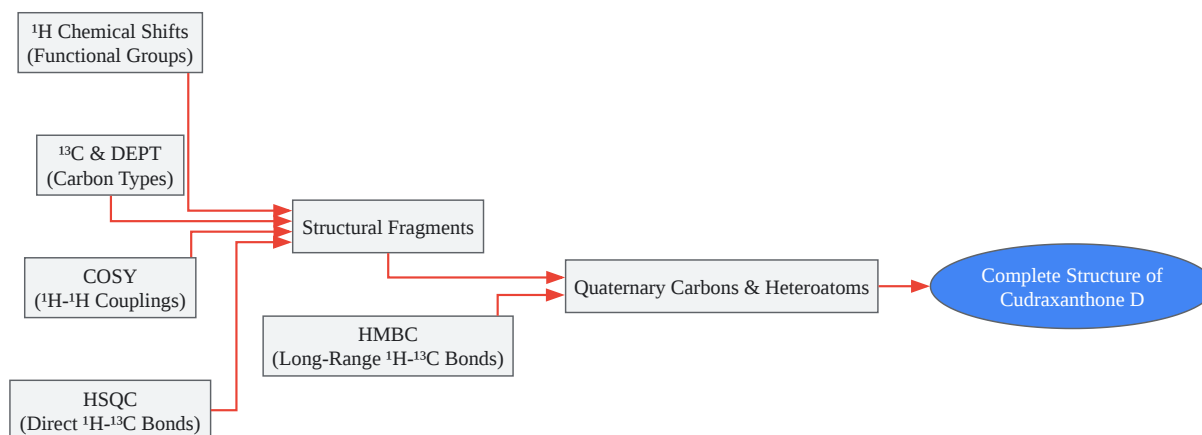 ¹H Chemical Shifts
(Functional Groups)
¹³C & DEPT
(Carbon Types)
COSY
(¹H-¹H Couplings)
HSQC
(Direct ¹H-¹³C Bonds)
Structural Fragments
HMBC
(Long-Range ¹H-¹³C Bonds)
Quaternary Carbons & Heteroatoms
Complete Structure of
Cudraxanthone D